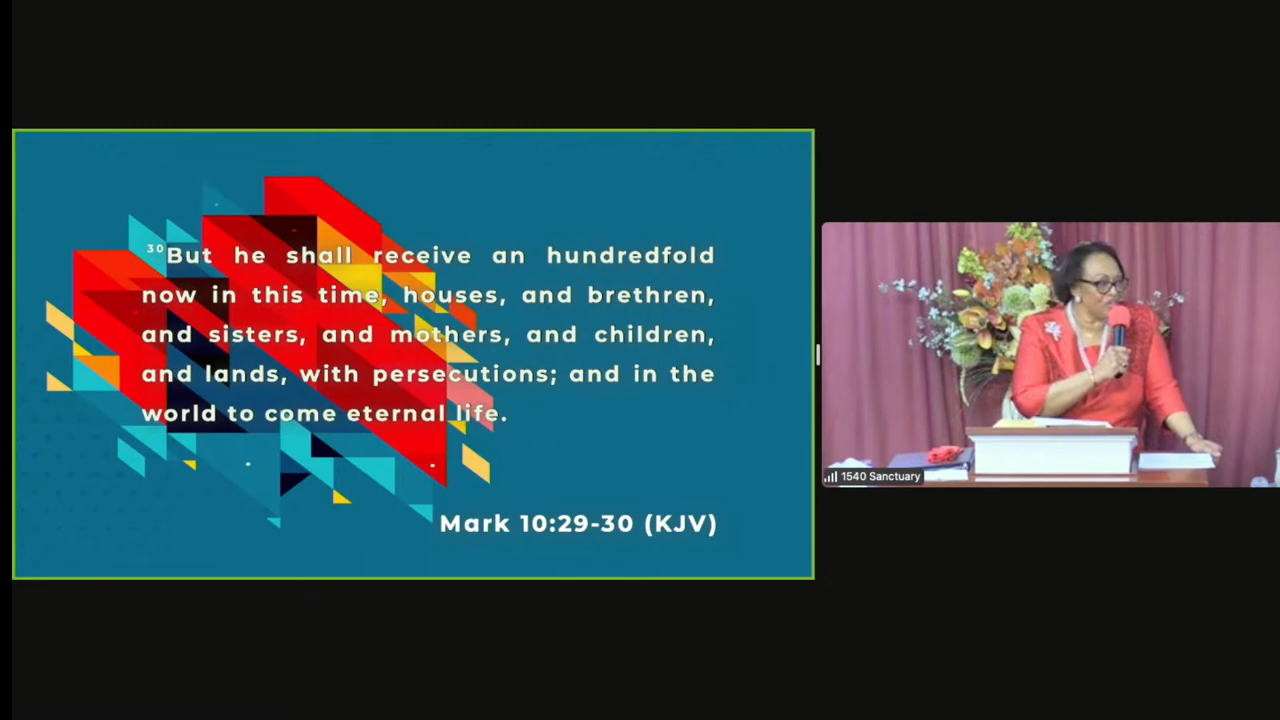 30But he shall receive an hundredfold
now in this time, houses, and brethren,
and sisters, and mothers, and children,
and lands, with persecutions; and in the
world to come eternal life.
Mark 10:29-30 (KJV)
1540 Sanctuary